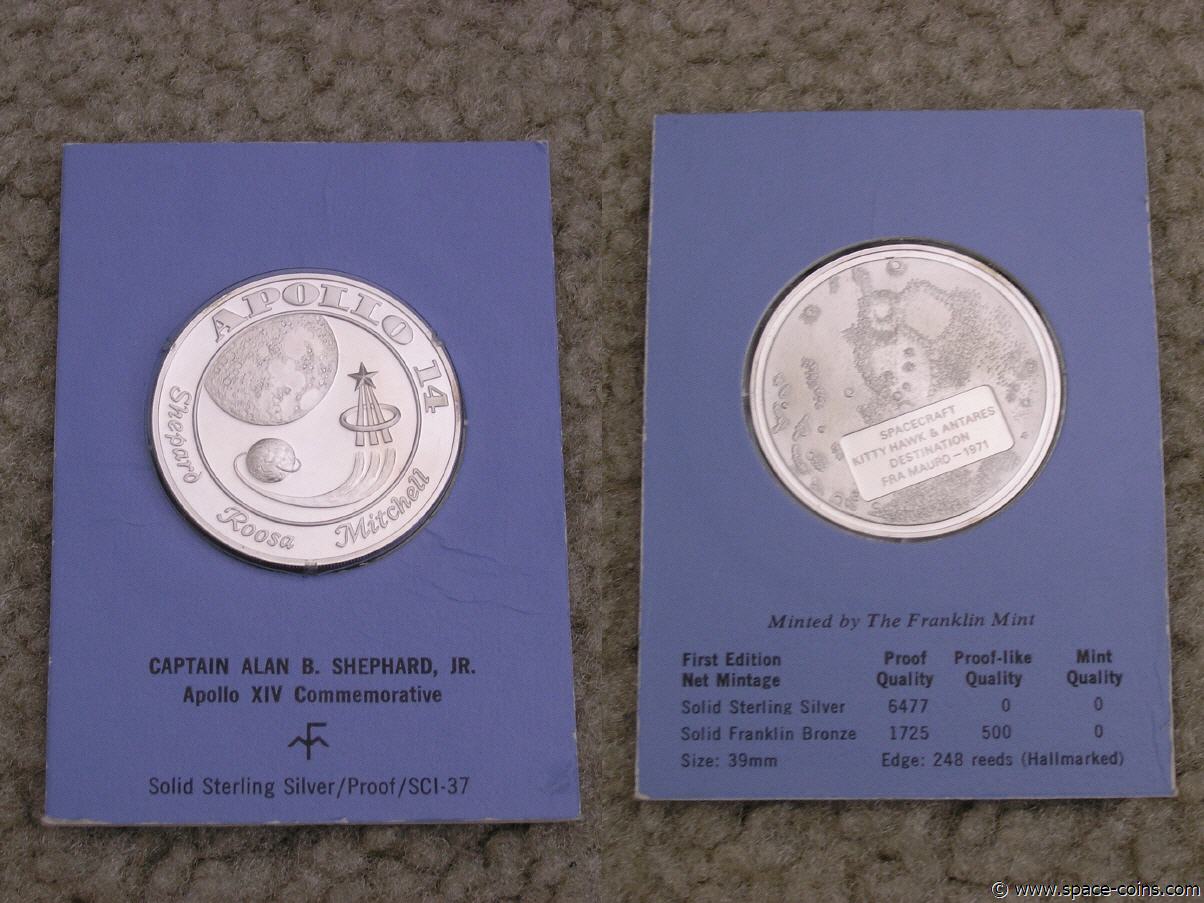 APOLLO 14
Shepard
Roosa
Mitchell
CAPTAIN ALAN B. SHEPHARD, JR.
Apollo XIV Commemorative
Solid Sterling Silver/Proof/SCI-37
SPACECRAFT
KITTY HAWK & ANTARES
DESTINATION
FRA MAURO – 1971
Minted by The Franklin Mint
First Edition Proof Proof-like Mint
Net Mintage Quality Quality Quality
Solid Sterling Silver 6477 0 0
Solid Franklin Bronze 1725 500 0
Size: 39mm Edge: 248 reeds (Hallmarked)
© www.space-coins.com